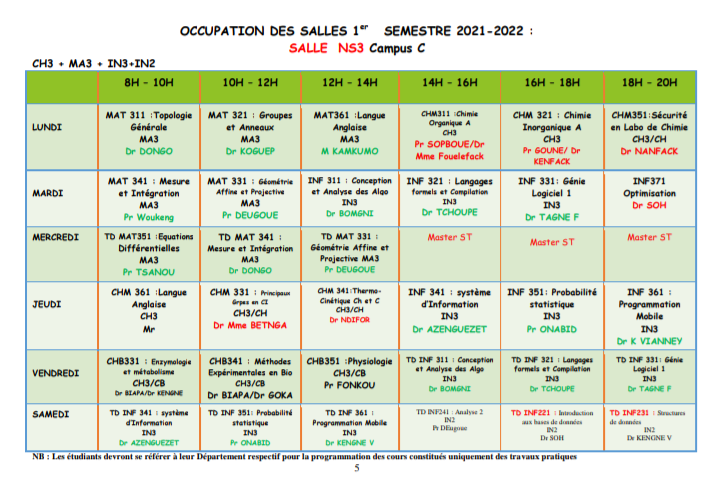 OCCUPATION DES SALLES 1er SEMESTRE 2021-2022 :
SALLE NS3 Campus C
CH3 + MA3 + IN3+IN2
8H – 10H
10H – 12H
12H – 14H
14H – 16H
16H – 18H
18H – 20H
LUNDI
MAT 311 :Topologie
Générale
MA3
Dr DONGO
MAT 321 : Groupes
et Anneaux
MA3
Dr KOGUEP
MAT361 :Langue
Anglaise
MA3
M KAMKUMO
CHM311 :Chimie
Organique A
CH3
Pr SOPBOUE/Dr
Mme Fouelefack
CHM 321 : Chimie
Inorganique A
CH3
Pr GOUNE/ Dr
KENFACK
CHM351:Sécurité
en Labo de Chimie
CH3/CH
Dr NANFACK
MARDI
MAT 341 : Mesure
et Intégration
MA3
Pr Woukeng
MAT 331 : Géométrie
Affine et Projective
MA3
Pr DEUGOUE
INF 311 : Conception
et Analyse des Algo
IN3
Dr BOMGNI
INF 321 : Langages
formels et Compilation
IN3
Dr TCHOUPE
INF 331: Génie
Logiciel 1
IN3
Dr TAGNE F
INF371
Optimisation
Dr SOH
MERCREDI
TD MAT351 :Equations
Différentielles
MA3
Pr TSANOU
TD MAT 341 :
Mesure et Intégration
MA3
Dr DONGO
TD MAT 331 :
Géométrie Affine et
Projective MA3
Pr DEUGOUE
Master ST
Master ST
Master ST
JEUDI
CHM 361 :Langue
Anglaise
CH3
Mr
CHM 331 : Principaux
Grpes en CI
CH3/CH
Dr Mme BETNGA
CHM 341:Thermo-
Cinétique Ch et C
CH3/CH
Dr NDIFOR
INF 341 : système
d'Information
IN3
Dr AZENGUEZET
INF 351: Probabilité
statistique
IN3
Pr ONABID
INF 361 :
Programmation
Mobile
IN3
Dr K VIANNEY
VENDREDI
CHB331 : Enzymologie
et métabolisme
CH3/CB
Dr BIAPA/Dr KENGNE
CHB341 : Méthodes
Expérimentales en Bio
CH3/CB
Dr BIAPA/Dr GOKA
CHB351 :Physiologie
CH3/CB
Pr FONKOU
TD INF 311 : Conception
et Analyse des Algo
IN3
Dr BOMGNI
TD INF 321 : Langages
formels et Compilation
IN3
Dr TCHOUPE
TD INF 331: Génie
Logiciel 1
IN3
Dr TAGNE F
SAMEDI
TD INF 341 : système
d'Information
IN3
Dr AZENGUEZET
TD INF 351: Probabilité
statistique
IN3
Pr ONABID
TD INF 361 :
Programmation Mobile
IN3
Dr KENGNE V
TD INF241 : Analyse 2
IN2
Pr DEugoue
TD INF221 : Introduction
aux bases de données
IN2
Dr SOH
TD INF231 : Structures
de données
IN2
Dr KENGNE V
NB : Les étudiants devront se référer à leur Département respectif pour la programmation des cours constitués uniquement des travaux pratiques
5